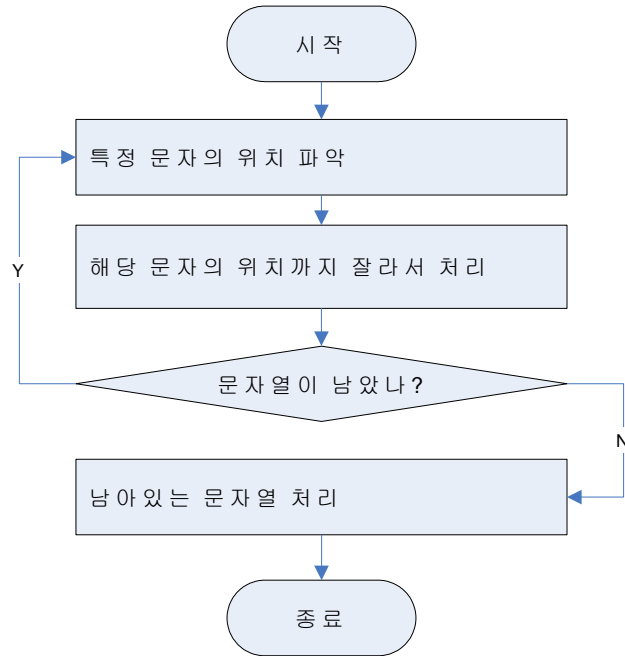 시작
특정 문자의 위치 파악
해당 문자의 위치까지 잘라서 처리
Y
문자열이 남았나?
N
남아있는 문자열 처리
종료